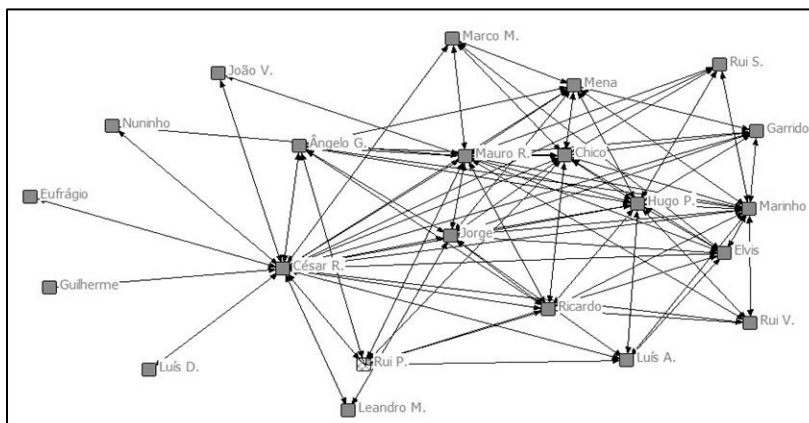 Marco M.
Rui S.
João V.
Mena
Nuninho
Garrido
Ângelo G.
Mauro R.
Chico
Eufrágio
Hugo P.
Marinho
Jorge
Elvis
César R.
Guilherme
Ricardo
Rui V.
Luís D.
Rui P.
Luís A.
Leandro M.